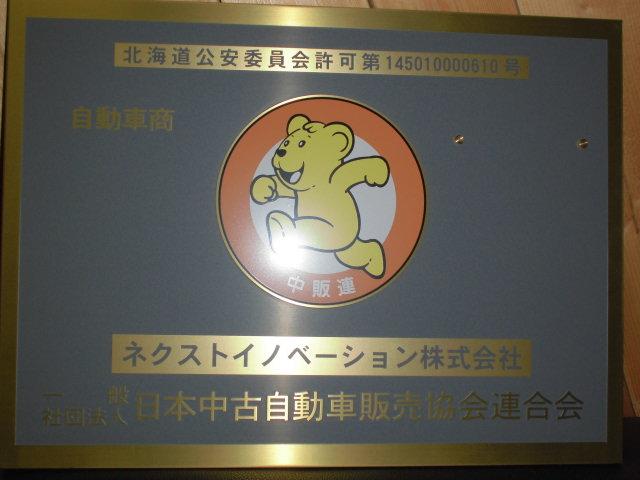 北海道公安委員会許可第145010000610号
自動車商
中販連
ネクストイノベーション株式会社
一般社団法人日本中古自動車販売協会連合会